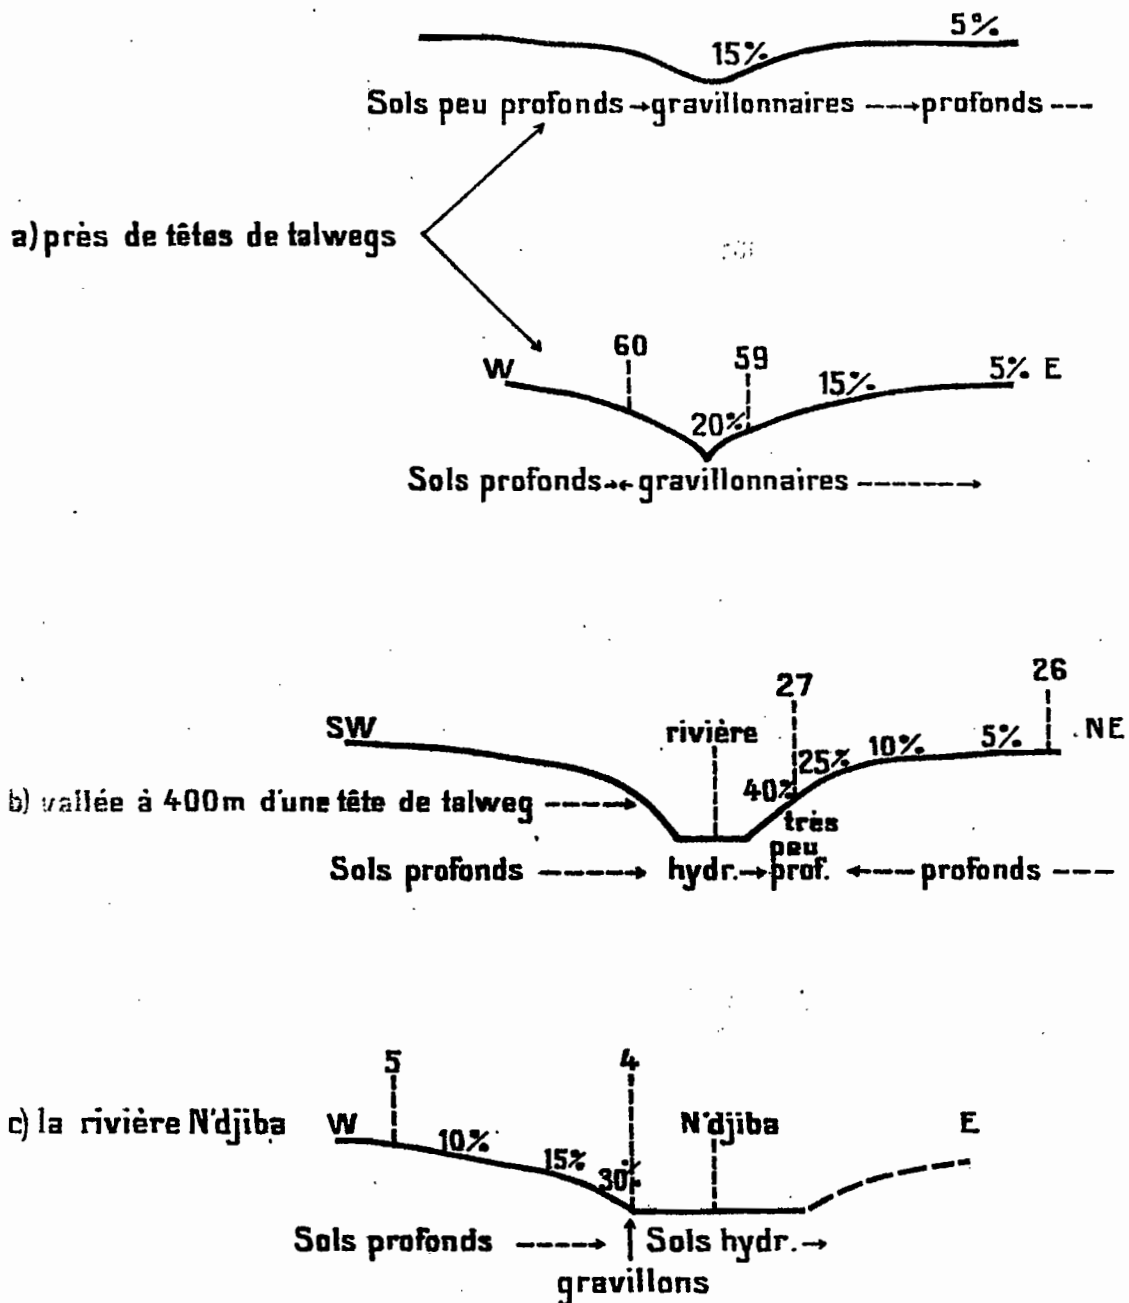 5%
15%
Sols peu profonds → gravillonnaires ---→ profonds ---
a) près de têtes de talwegs
60
59
W
15%
5% E
20%
Sols profonds →← gravillonnaires -------→
26
27
SW
rivière
10%
5%
NE
25%
b) vallée à 400m d'une tête de talweg -----→
40%
très
peu
Sols profonds -----→ hydr. → prof. ←---- profonds ---
5
4
c) la rivière N'djiba
W
N'djiba
E
10%
15%
30%
Sols profonds ----→ Sols hydr. →
gravillons